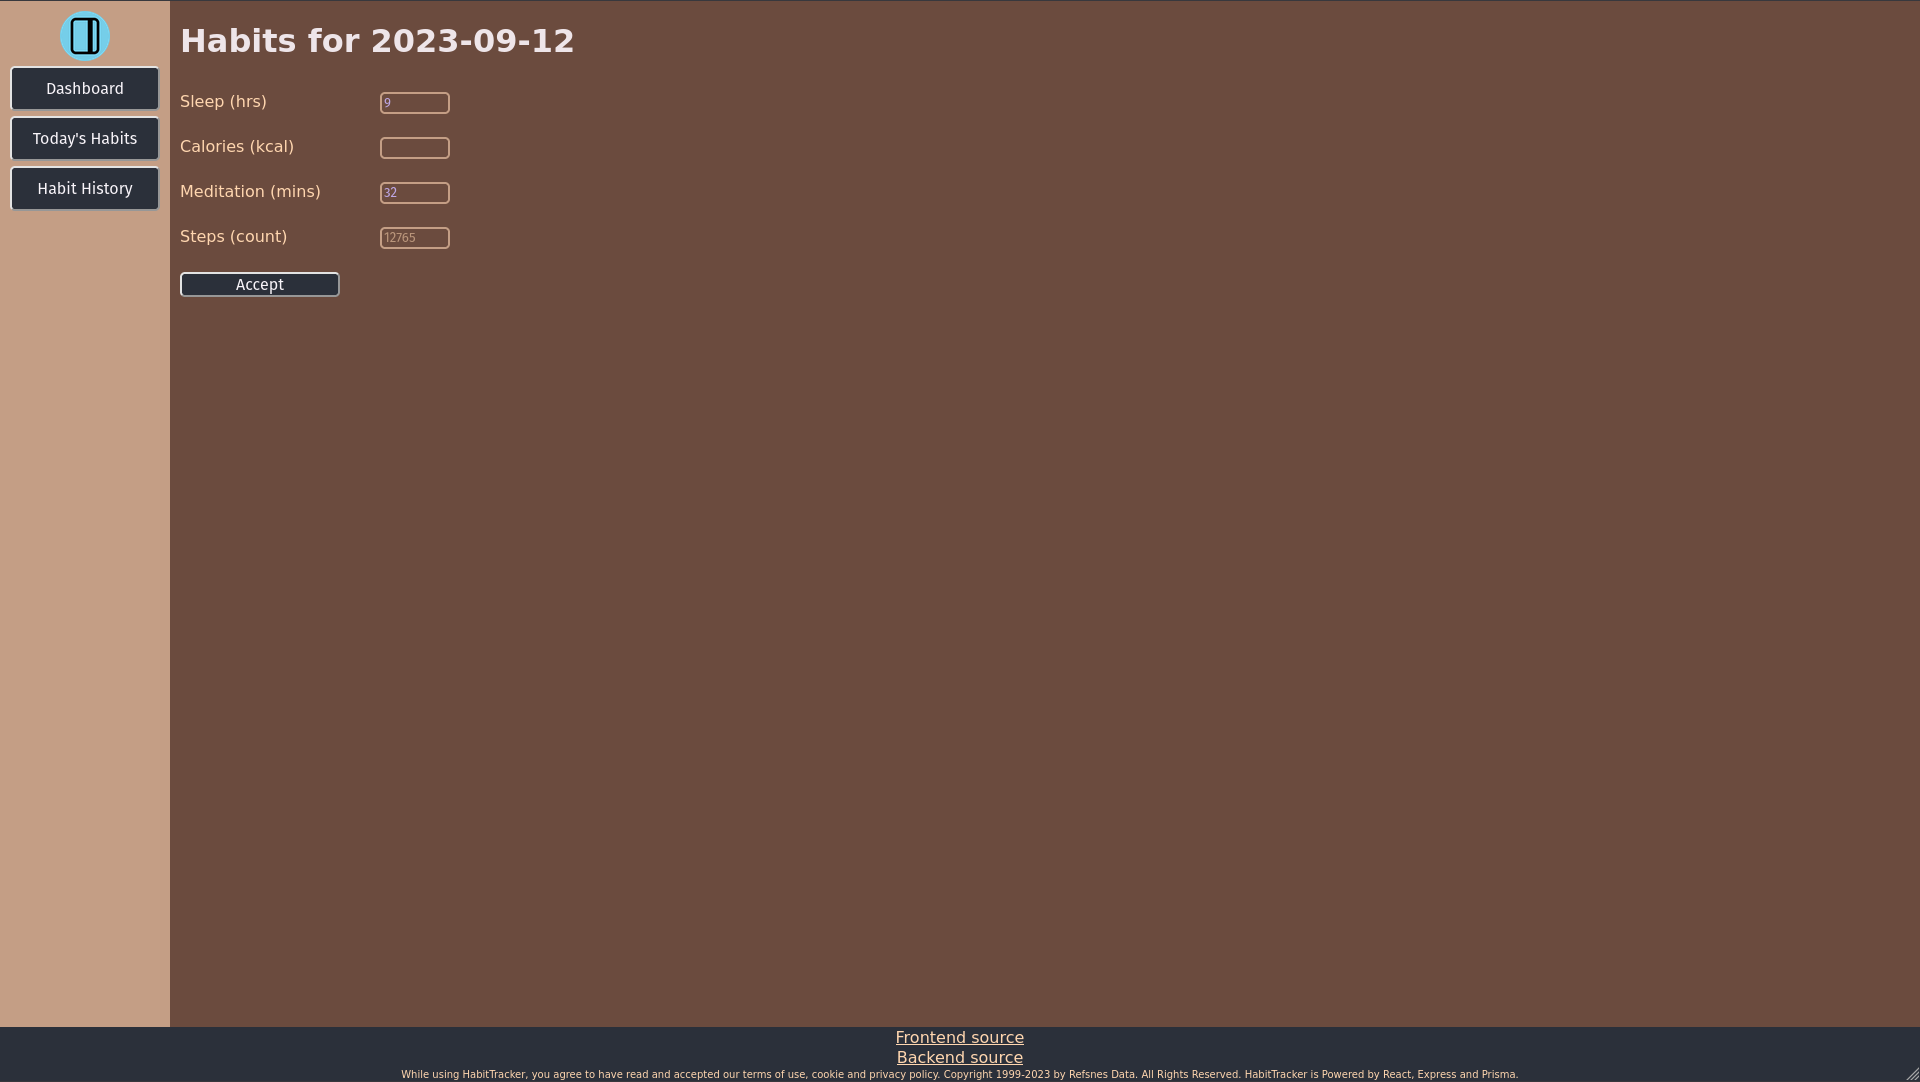 Habits for 2023-09-12
Dashboard
Today's Habits
Habit History
Sleep (hrs) 9
Calories (kcal)
Meditation (mins) 32
Steps (count) 12765
Accept
Frontend source
Backend source
While using HabitTracker, you agree to have read and accepted our terms of use, cookie and privacy policy. Copyright 1999-2023 by Refsnes Data. All Rights Reserved. HabitTracker is Powered by React, Express and Prisma.